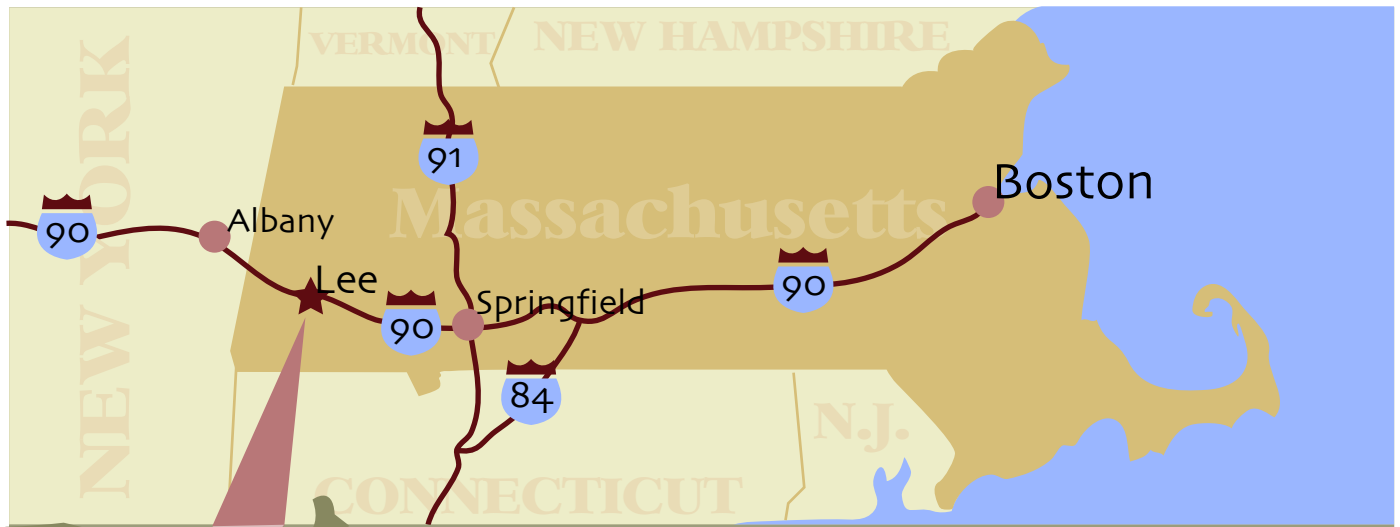 VERMONT
NEW HAMPSHIRE
NEW YORK
91
Massachusetts
Boston
Albany
90
Lee
90
Springfield
90
84
N.J.
CONNECTICUT